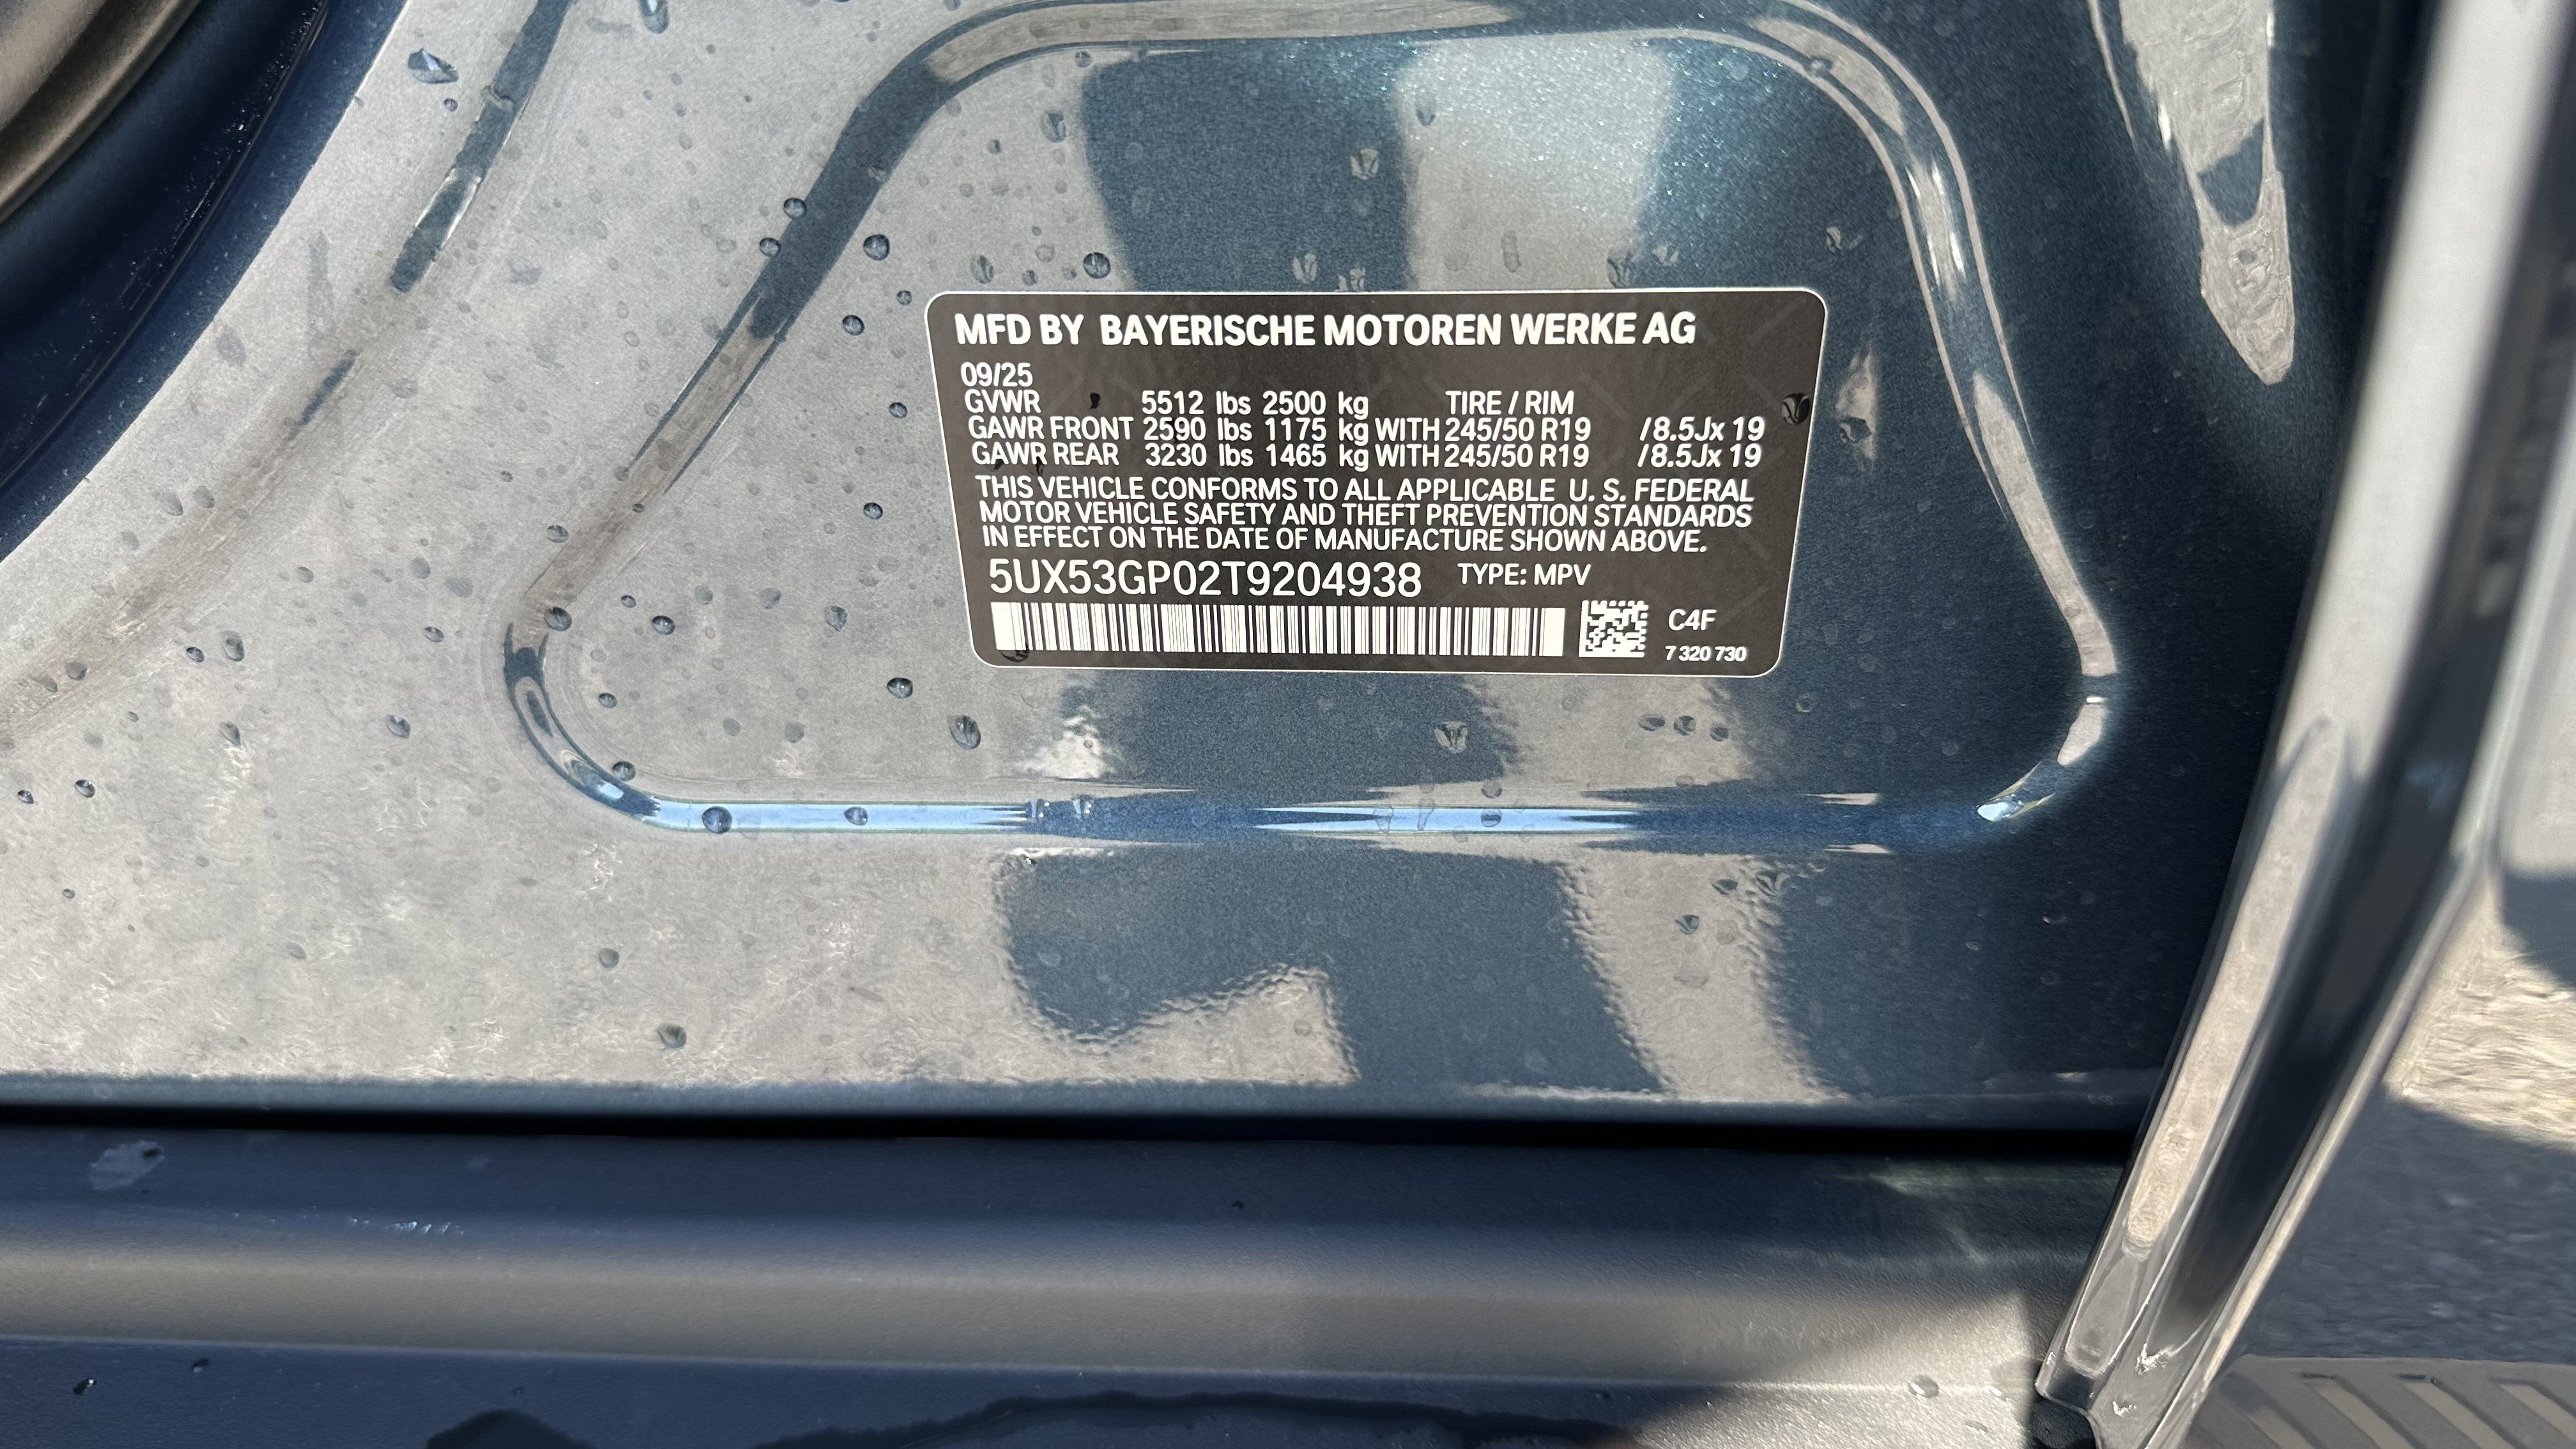 MFD BY BAYERISCHE MOTOREN WERKE AG
09/25
GVWR 5512 lbs 2500 kg TIRE / RIM
GAWR FRONT 2590 lbs 1175 kg WITH 245/50 R19 /8.5Jx 19
GAWR REAR 3230 lbs 1465 kg WITH 245/50 R19 /8.5Jx 19
THIS VEHICLE CONFORMS TO ALL APPLICABLE U. S. FEDERAL
MOTOR VEHICLE SAFETY AND THEFT PREVENTION STANDARDS
IN EFFECT ON THE DATE OF MANUFACTURE SHOWN ABOVE.
5UX53GP02T9204938 TYPE: MPV
C4F
7 320 730